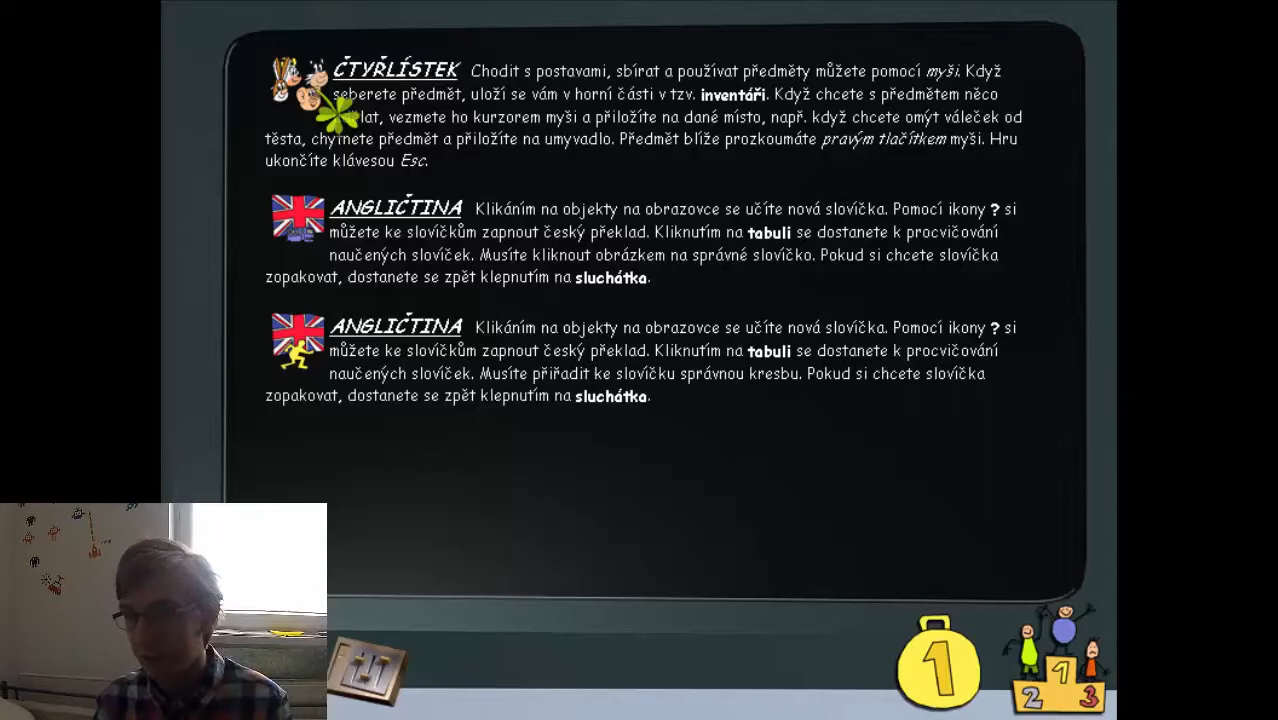 ČTYŘLÍSTEK Chodit s postavami, sbírat a používat předměty můžete pomocí myši. Když
seberete předmět, uloží se vám v horní části v tzv. inventáři. Když chcete s předmětem něco
lat, vezmete ho kurzorem myši a přiložíte na dané místo, např. když chcete omýt váleček od
těsta, chytnete předmět a přiložíte na umyvadlo. Předmět blíže prozkoumáte pravým tlačítkem myši. Hru
ukončíte klávesou Esc.
ANGLIČTINA Klikáním na objekty na obrazovce se učíte nová slovíčka. Pomocí ikony ? si
můžete ke slovíčkům zapnout český překlad. Kliknutím na tabuli se dostanete k procvičování
naučených slovíček. Musíte kliknout obrázkem na správné slovíčko. Pokud si chcete slovíčka
zopakovat, dostanete se zpět klepnutím na sluchátka.
ANGLIČTINA Klikáním na objekty na obrazovce se učíte nová slovíčka. Pomocí ikony ? si
můžete ke slovíčkům zapnout český překlad. Kliknutím na tabuli se dostanete k procvičování
naučených slovíček. Musíte přiřadit ke slovíčku správnou kresbu. Pokud si chcete slovíčka
zopakovat, dostanete se zpět klepnutím na sluchátka.
1
1
2 3